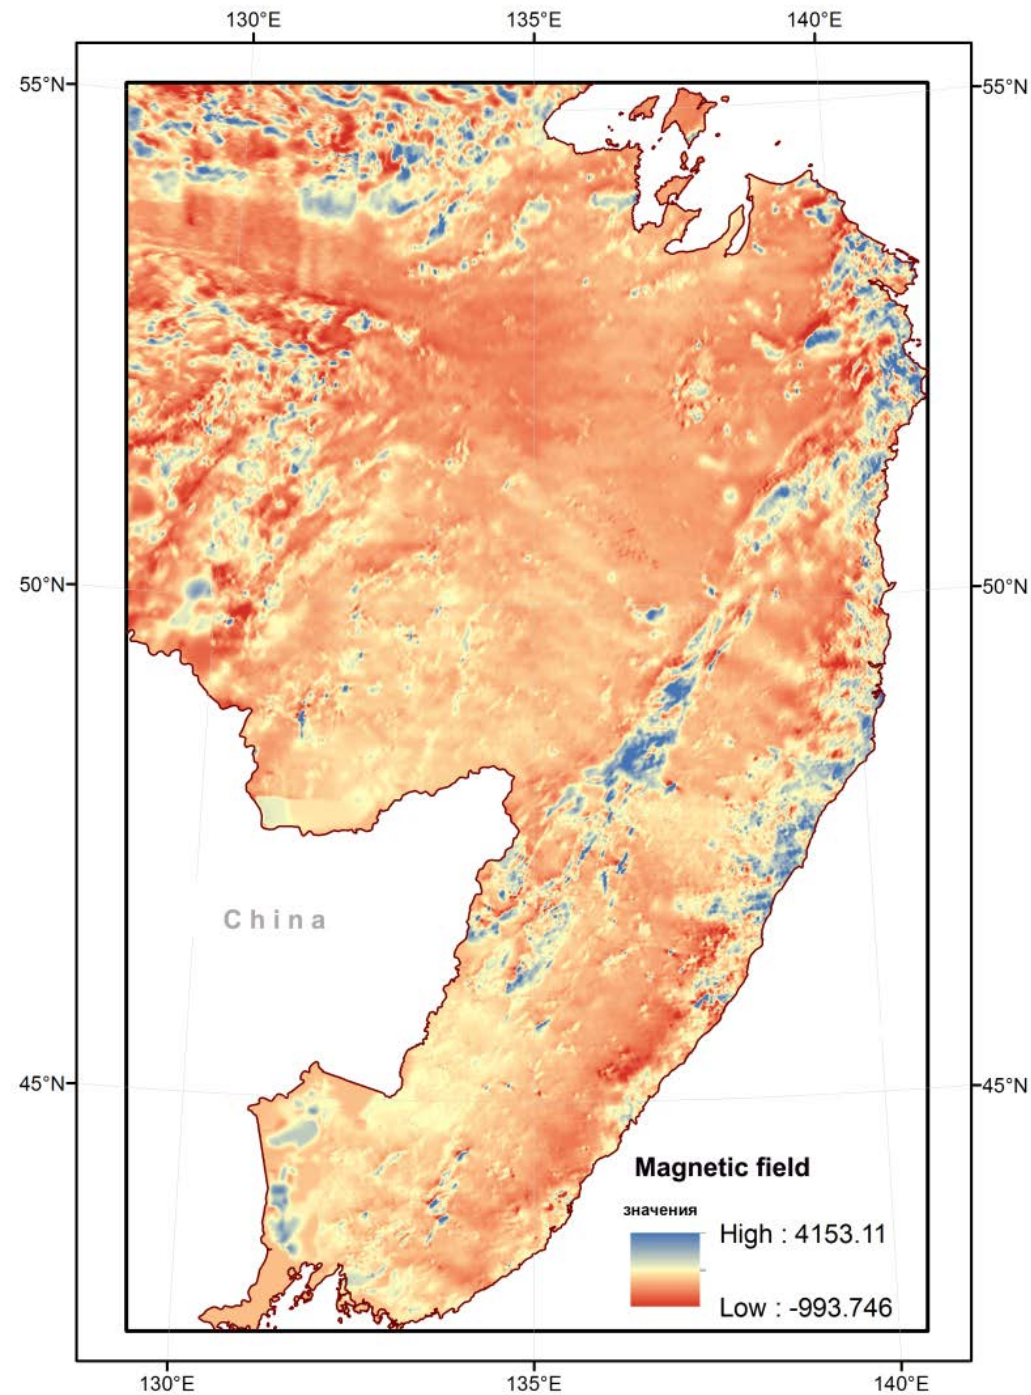 130°E 135°E 140°E
55°N 55°N
50°N 50°N
China
45°N 45°N
Magnetic field
значения
High : 4153.11
Low : -993.746
130°E 135°E 140°E